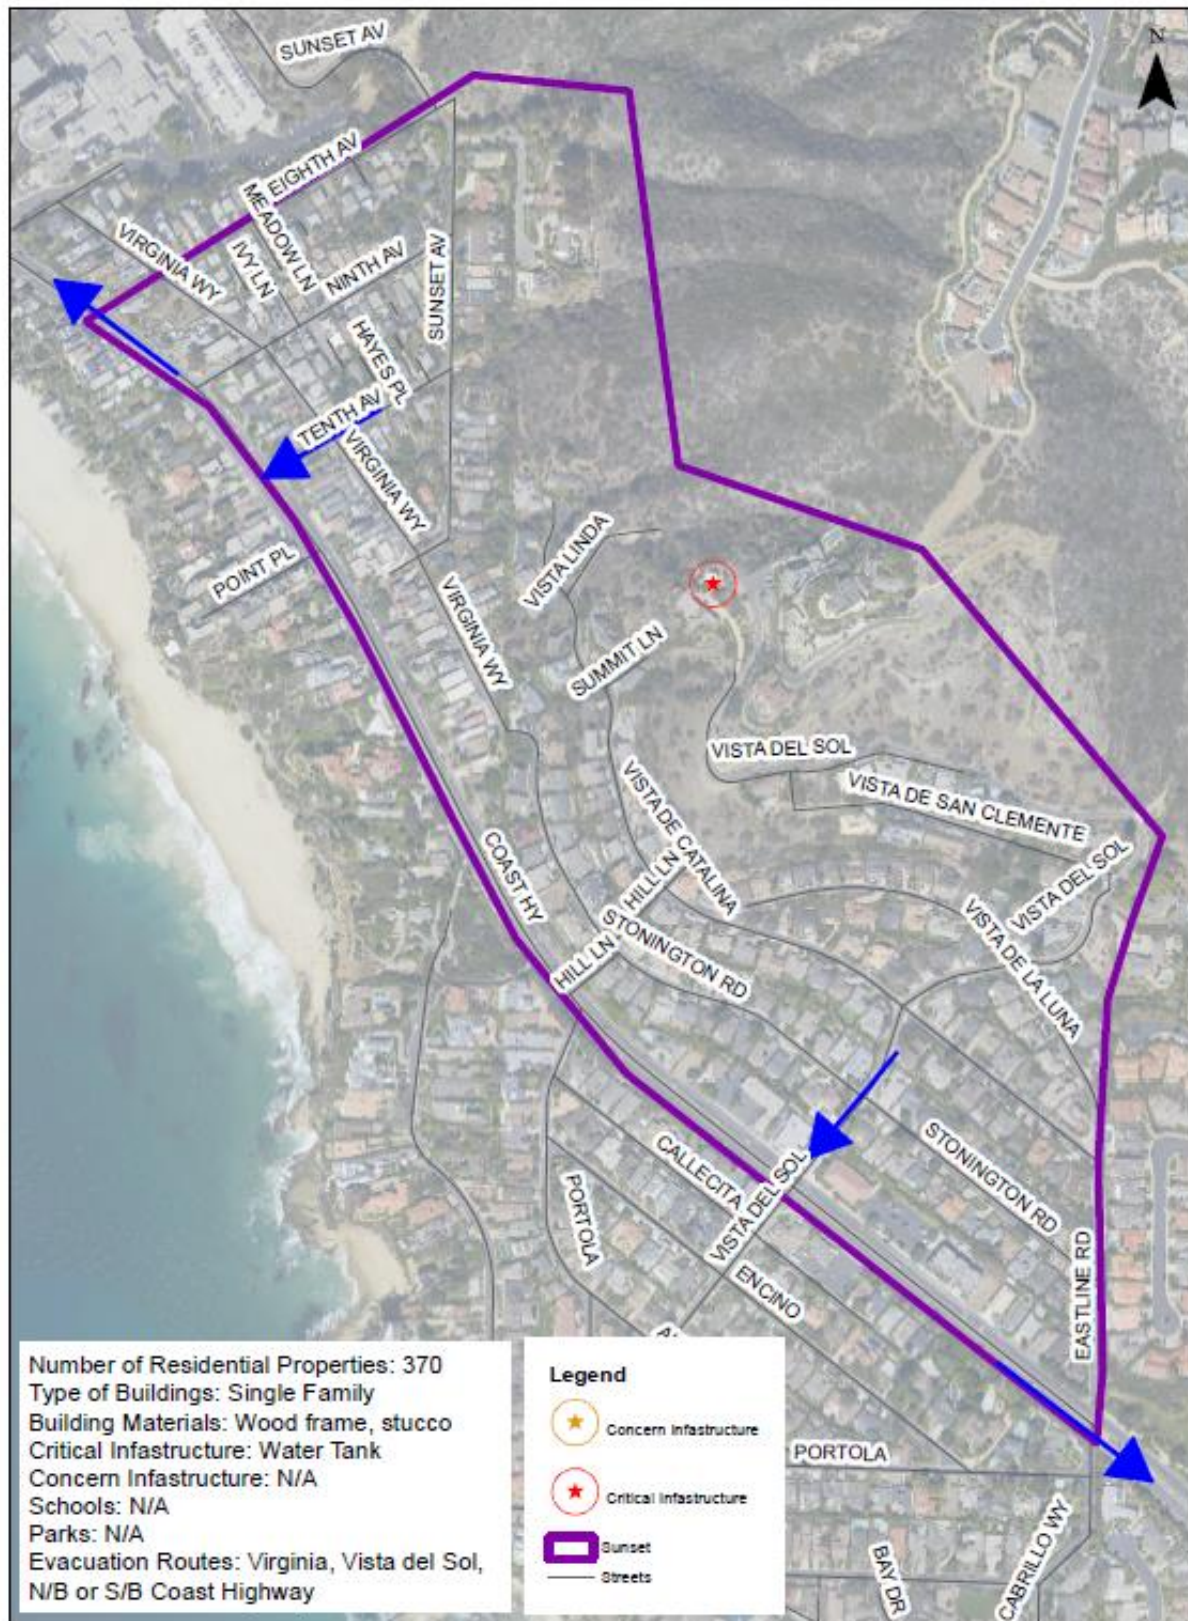 SUNSET AV
N
EIGHTH AV
MEADOW LN
VIRGINIA WY
IVY LN
NINTH AV
SUNSET AV
HAYES PL
TENTH AV
VIRGINIA WY
POINT PL
VISTA LINDA
VIRGINIA WY
SUMMIT LN
VISTA DEL SOL
VISTA DE CATALINA
VISTA DE SAN CLEMENTE
COAST HY
HILL LN
VISTA DEL SOL
HILL LN
STONINGTON RD
VISTA DE LA LUNA
CALLECITA
STONINGTON RD
VISTA DEL SOL
PORTOLA
ENCINO
EASTLINE RD
Number of Residential Properties: 370
Type of Buildings: Single Family
Building Materials: Wood frame, stucco
Critical Infastructure: Water Tank
Concern Infastructure: N/A
Schools: N/A
Parks: N/A
Evacuation Routes: Virginia, Vista del Sol,
N/B or S/B Coast Highway
Legend
Concern Infastructure
Critical Infastructure
Sunset
Streets
PORTOLA
BAY DR
CABRILLO WY